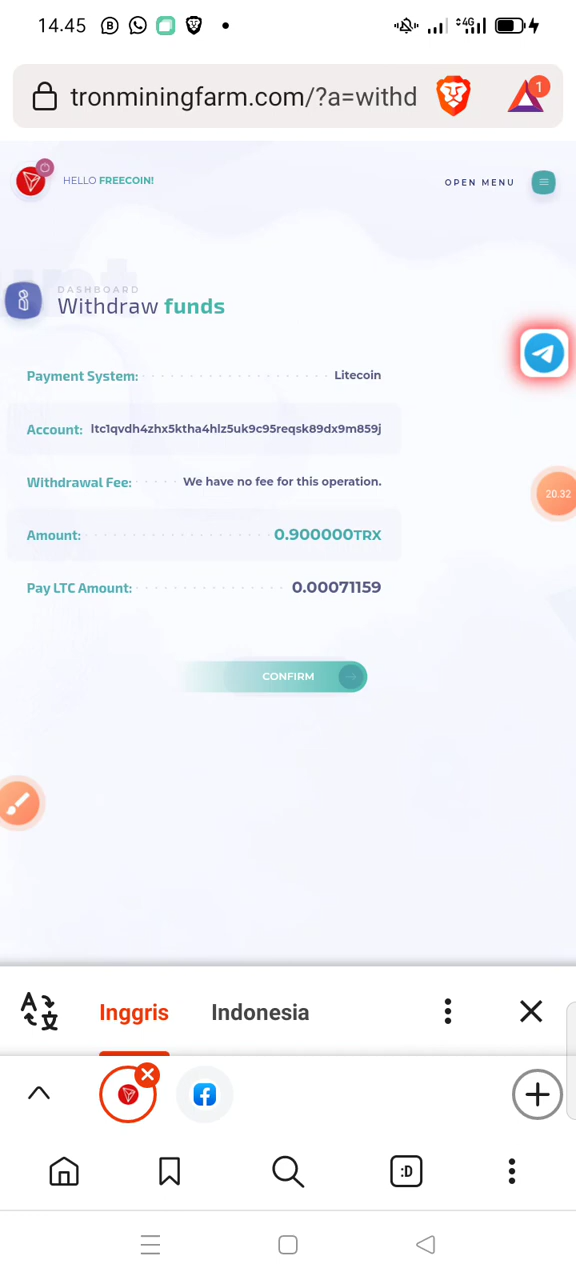 14.45
4G
tronminingfarm.com/?a=withd
1
HELLO FREECOIN!
OPEN MENU
DASHBOARD
Withdraw funds
Payment System: Litecoin
Account: ltc1qvdh4zhx5ktha4hlz5uk9c95reqsk89dx9m859j
Withdrawal Fee: We have no fee for this operation.
20.32
Amount: 0.900000TRX
Pay LTC Amount: 0.00071159
CONFIRM
Inggris Indonesia
:D